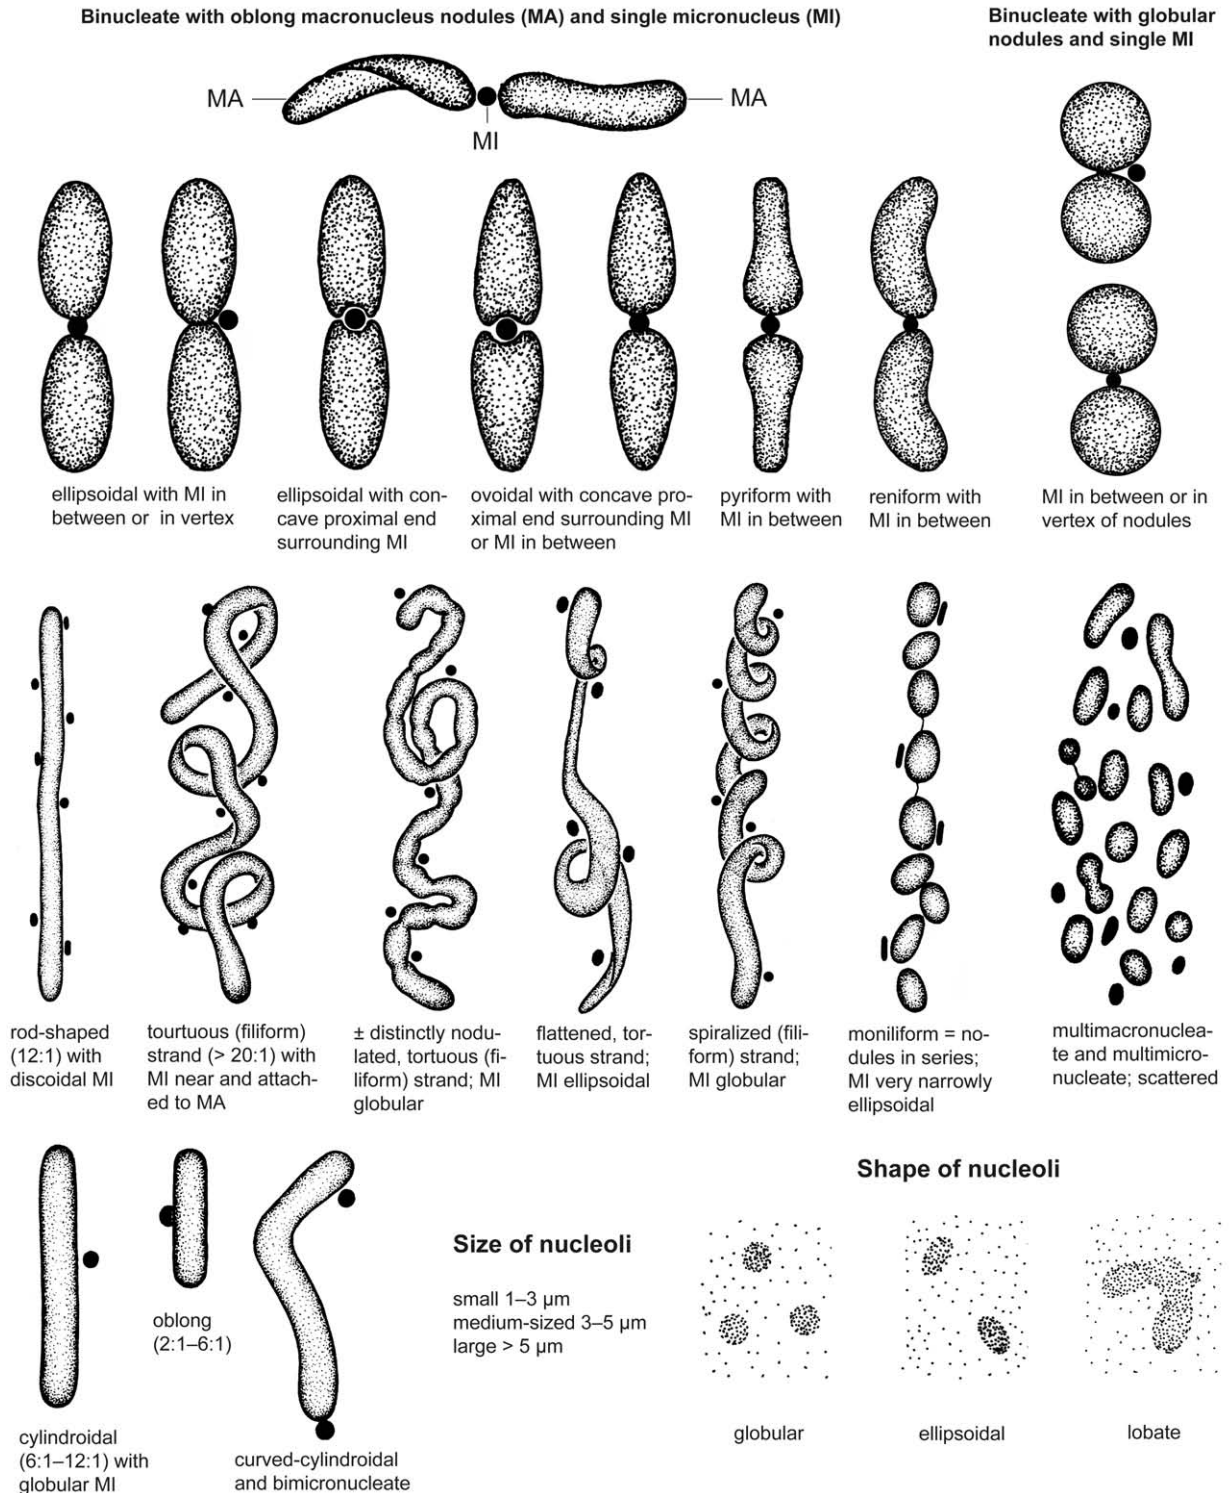 Binucleate with oblong macronucleus nodules (MA) and single micronucleus (MI)
Binucleate with globular
nodules and single MI
MA
MI
MA
ellipsoidal with MI in
between or in vertex
ellipsoidal with con-
cave proximal end
surrounding MI
ovoidal with concave pro-
ximal end surrounding MI
or MI in between
pyriform with
MI in between
reniform with
MI in between
MI in between or in
vertex of nodules
rod-shaped
(12:1) with
discoidal MI
tourtuous (filiform)
strand (> 20:1) with
MI near and attach-
ed to MA
± distinctly nodu-
lated, tortuous (fi-
liform) strand; MI
globular
flattened, tor-
tuous strand;
MI ellipsoidal
spiralized (fili-
form) strand;
MI globular
moniliform = no-
dules in series;
MI very narrowly
ellipsoidal
multimacronuclea-
te and multimicro-
nucleate; scattered
cylindroidal
(6:1–12:1) with
globular MI
oblong
(2:1–6:1)
curved-cylindroidal
and bimicronucleate
Size of nucleoli
small 1–3 µm
medium-sized 3–5 µm
large > 5 µm
Shape of nucleoli
globular
ellipsoidal
lobate